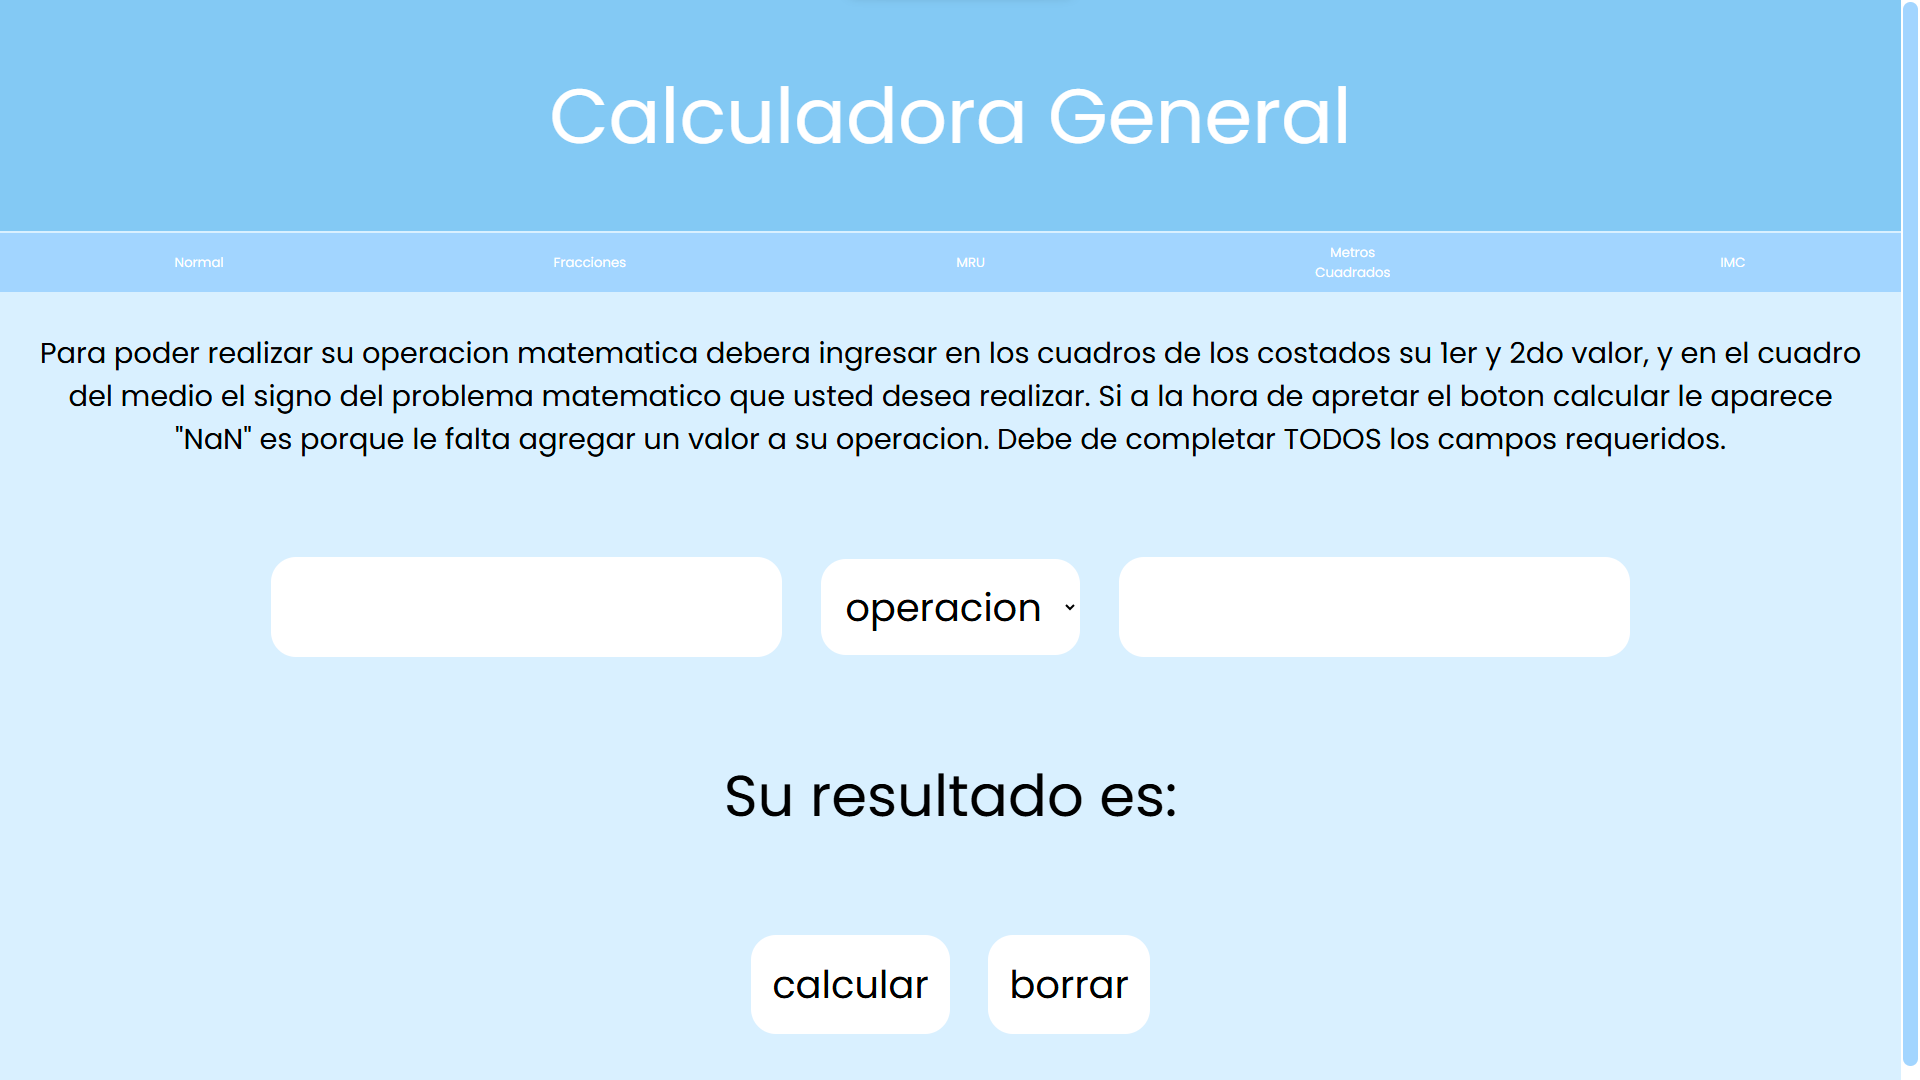 Calculadora General
Normal
Fracciones
MRU
Metros
Cuadrados
IMC
Para poder realizar su operacion matematica debera ingresar en los cuadros de los costados su 1er y 2do valor, y en el cuadro
del medio el signo del problema matematico que usted desea realizar. Si a la hora de apretar el boton calcular le aparece
"NaN" es porque le falta agregar un valor a su operacion. Debe de completar TODOS los campos requeridos.
operacion
Su resultado es:
calcular
borrar